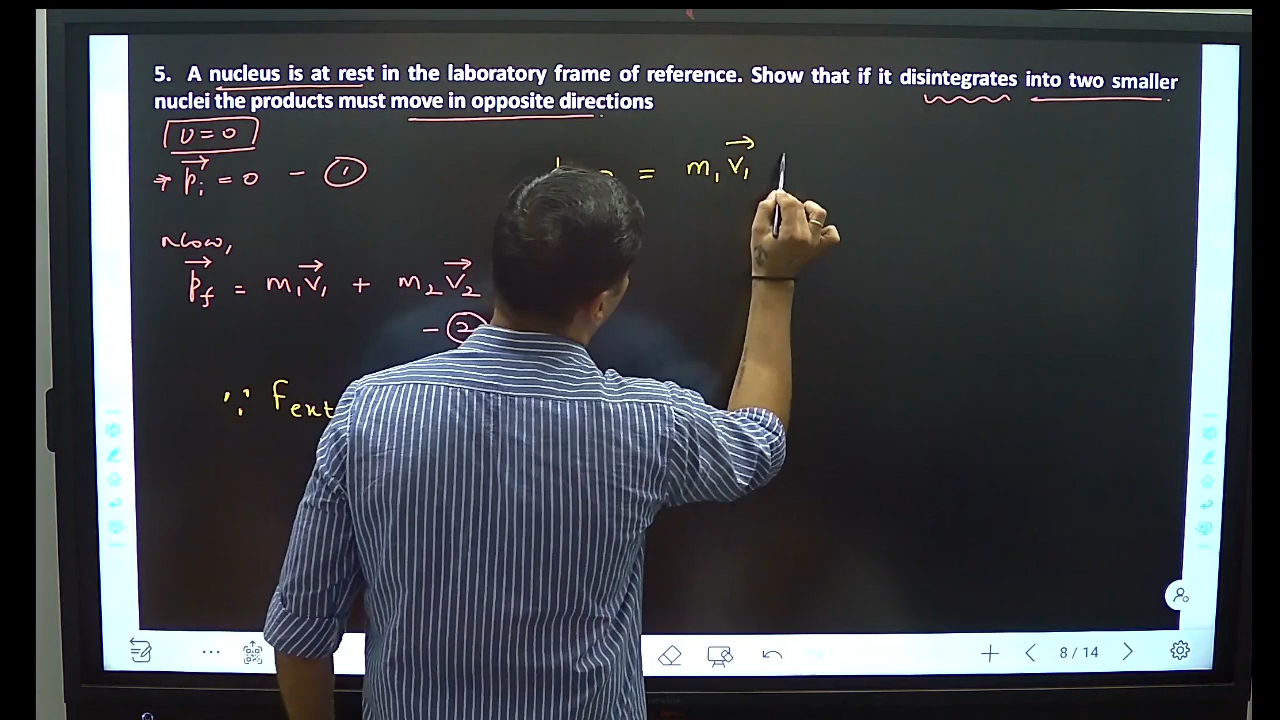 5. A nucleus is at rest in the laboratory frame of reference. Show that if it disintegrates into two smaller
nuclei the products must move in opposite directions
υ = 0
⇒ p⃗ᵢ = 0 - ①
= m₁v⃗₁
Now,
p⃗f = m₁v⃗₁ + m₂v⃗₂
- ②
∵ Fext
8 / 14